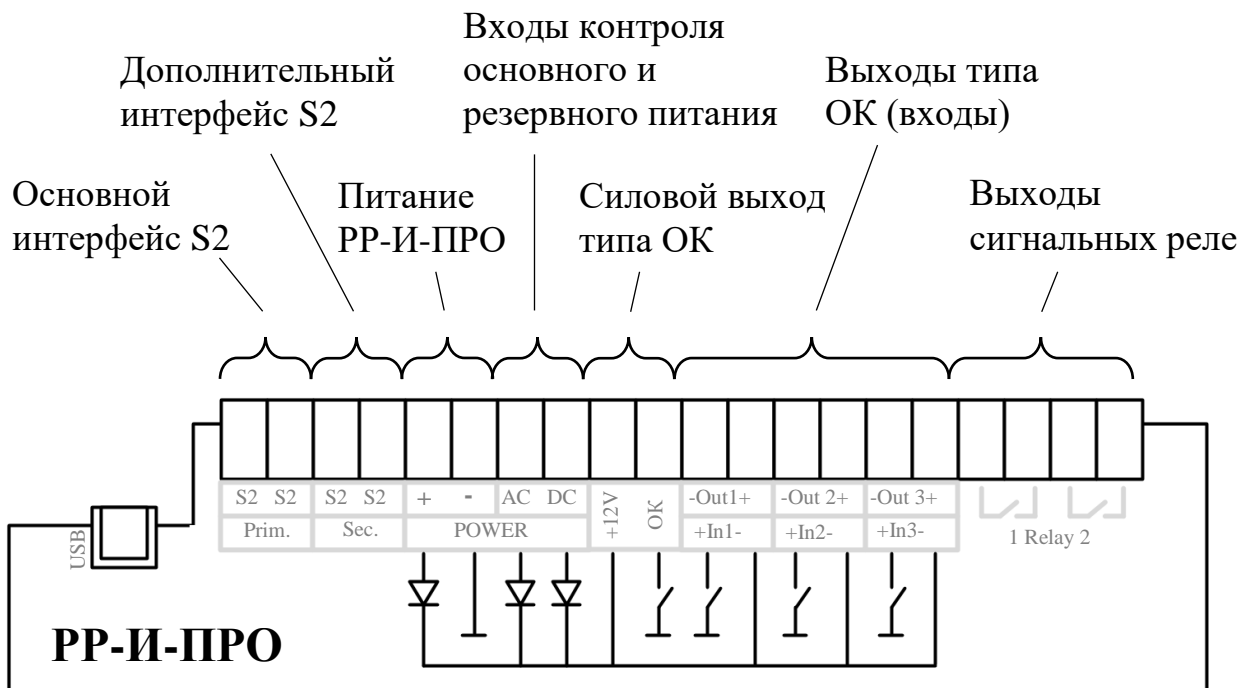 Входы контроля
основного и
резервного питания
Дополнительный
интерфейс S2
Выходы типа
ОК (входы)
Основной
интерфейс S2
Питание
РР-И-ПРО
Силовой выход
типа ОК
Выходы
сигнальных реле
S2 S2 S2 S2 + - AC DC +12V ОК -Out1+ -Out 2+ -Out 3+
Prim. Sec. POWER +In1- +In2- +In3- 1 Relay 2
USB
РР-И-ПРО